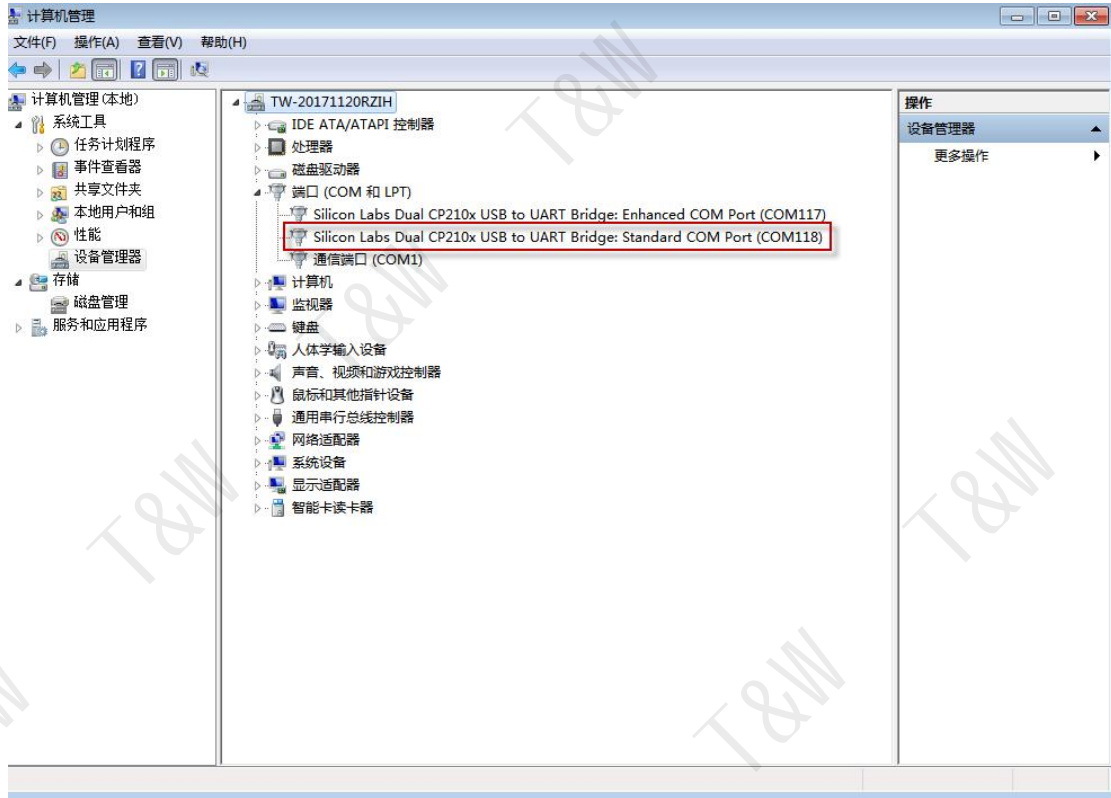 计算机管理
文件(F) 操作(A) 查看(V) 帮助(H)
计算机管理(本地)
系统工具
任务计划程序
事件查看器
共享文件夹
本地用户和组
性能
设备管理器
存储
磁盘管理
服务和应用程序
TW-20171120RZIH
IDE ATA/ATAPI 控制器
处理器
磁盘驱动器
端口 (COM 和 LPT)
Silicon Labs Dual CP210x USB to UART Bridge: Enhanced COM Port (COM117)
Silicon Labs Dual CP210x USB to UART Bridge: Standard COM Port (COM118)
通信端口 (COM1)
计算机
监视器
键盘
人体学输入设备
声音、视频和游戏控制器
鼠标和其他指针设备
通用串行总线控制器
网络适配器
系统设备
显示适配器
智能卡读卡器
操作
设备管理器
更多操作
T&W
T&W
T&W
T&W
T&W
W